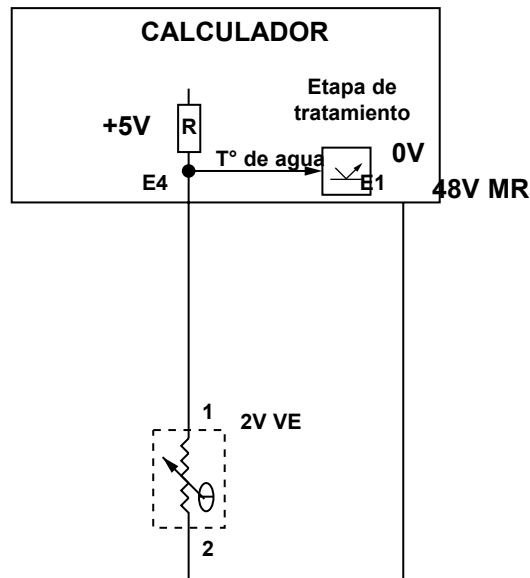 CALCULADOR
Etapa de
tratamiento
+5V
R
T° de agua
0V
E4
E1
48V MR
1
2V VE
2